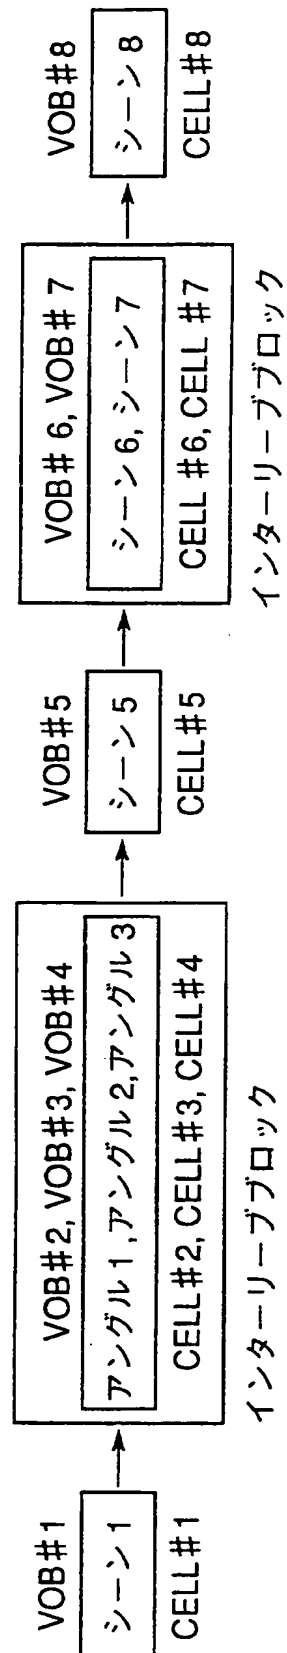 VOB#1
シーン1
CELL#1
VOB#2, VOB#3, VOB#4
アングル1,アングル2,アングル3
CELL#2, CELL#3, CELL#4
インターリーブブロック
VOB#5
シーン5
CELL#5
VOB# 6, VOB# 7
シーン6,シーン7
CELL #6, CELL #7
インターリーブブロック
VOB#8
シーン8
CELL#8